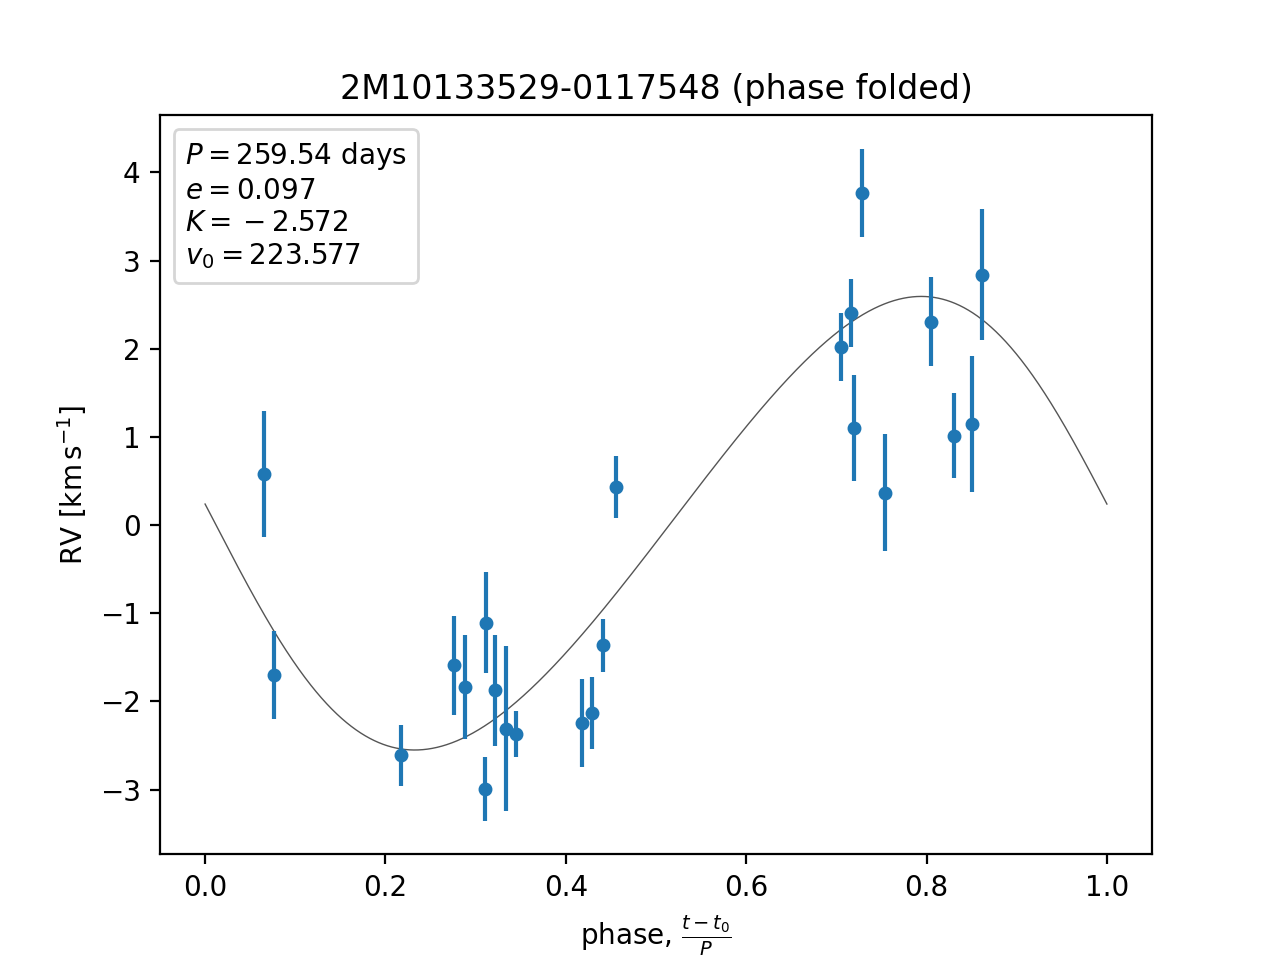 2M10133529-0117548 (phase folded)
P = 259.54 days
e = 0.097
K = −2.572
v₀ = 223.577
4
3
2
1
0
−1
−2
−3
RV [km s⁻¹]
0.0 0.2 0.4 0.6 0.8 1.0
phase, (t − t₀)/P